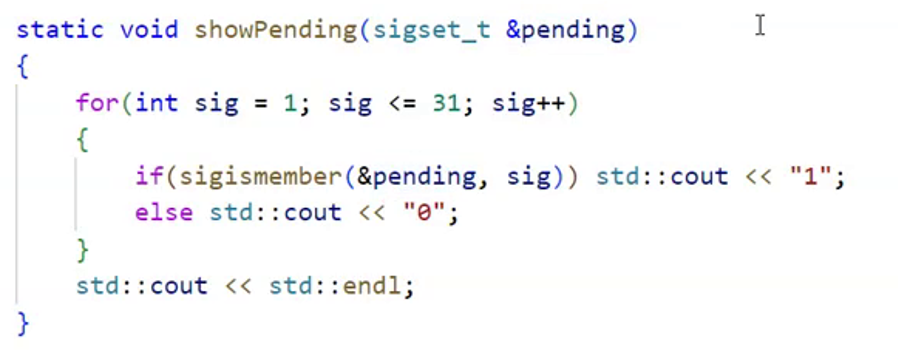 static void showPending(sigset_t &pending)
{
    for(int sig = 1; sig <= 31; sig++)
    {
        if(sigismember(&pending, sig)) std::cout << "1";
        else std::cout << "0";
    }
    std::cout << std::endl;
}